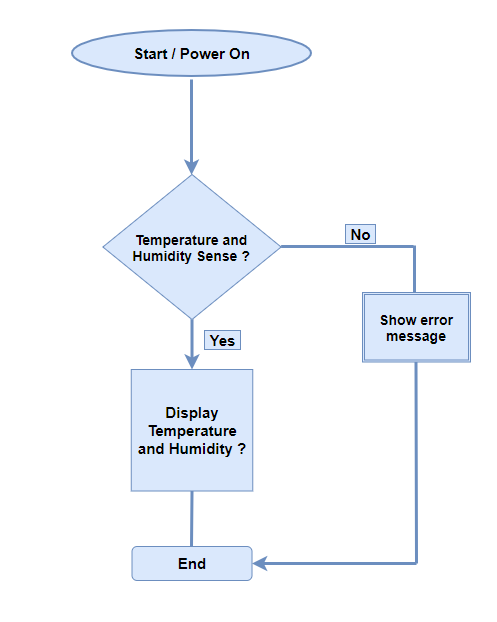 Start / Power On
Temperature and
Humidity Sense ?
No
Show error
message
Yes
Display
Temperature
and Humidity ?
End